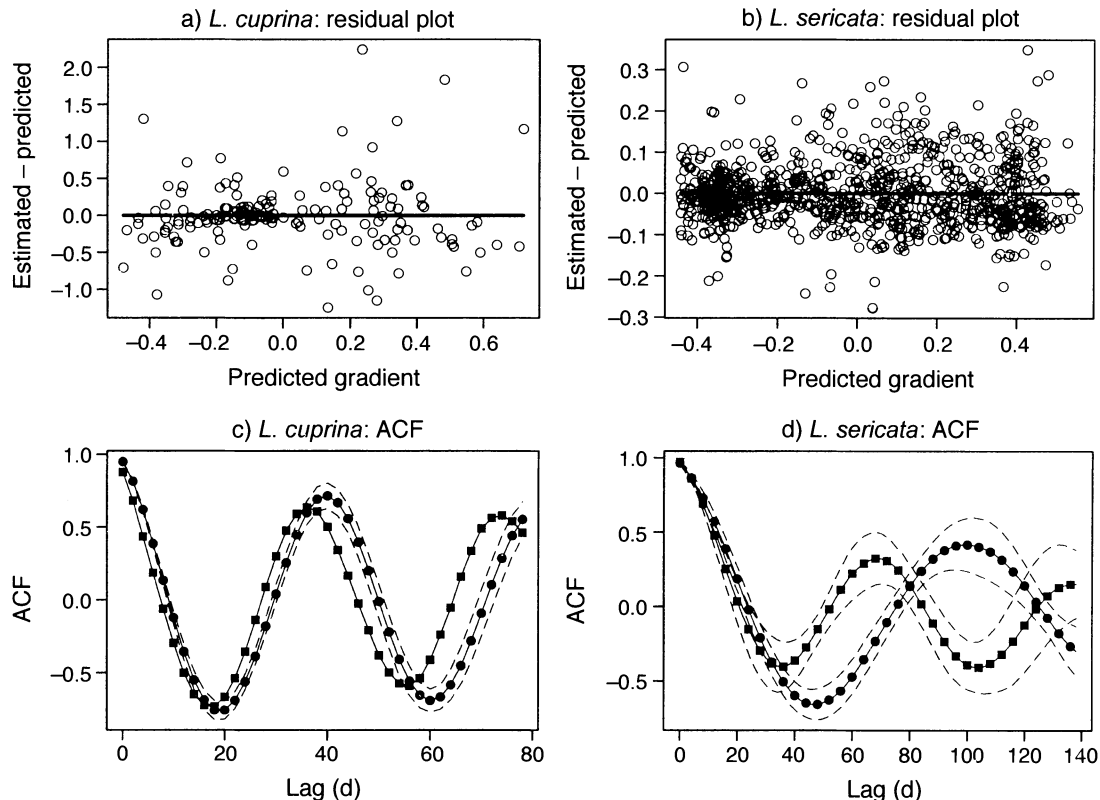 a) L. cuprina: residual plot
Estimated – predicted
2.0
1.5
1.0
0.5
0.0
–0.5
–1.0
–0.4 –0.2 0.0 0.2 0.4 0.6
Predicted gradient
b) L. sericata: residual plot
Estimated – predicted
0.3
0.2
0.1
0.0
–0.1
–0.2
–0.3
–0.4 –0.2 0.0 0.2 0.4
Predicted gradient
c) L. cuprina: ACF
ACF
1.0
0.5
0.0
–0.5
0 20 40 60 80
Lag (d)
d) L. sericata: ACF
ACF
1.0
0.5
0.0
–0.5
0 20 40 60 80 100 120 140
Lag (d)